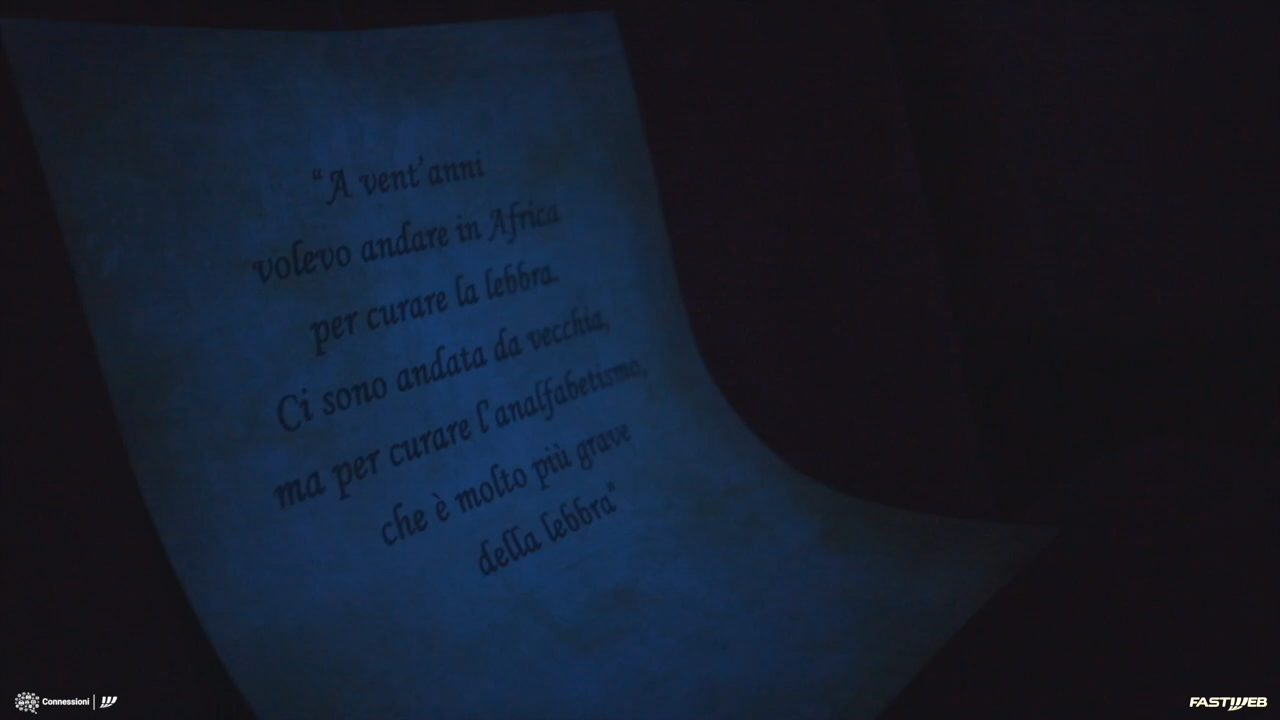 “A vent’anni
volevo andare in Africa
per curare la lebbra.
Ci sono andata da vecchia,
ma per curare l’analfabetismo,
che è molto più grave
della lebbra”
Connessioni
FASTWEB